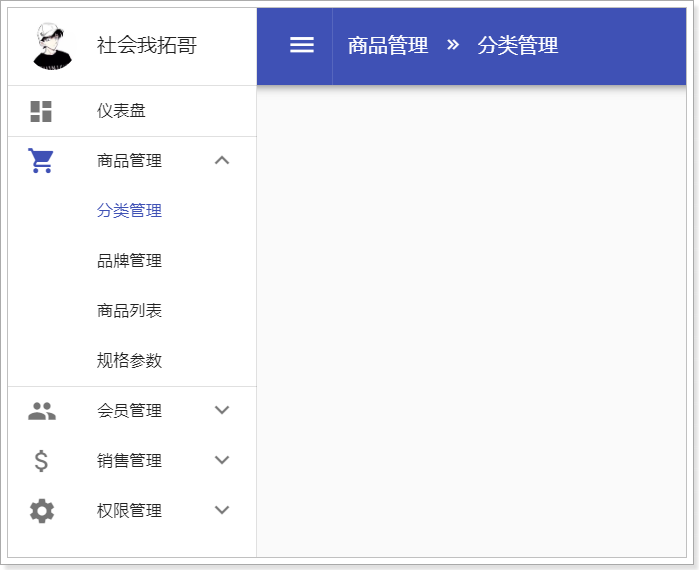 社会我拓哥
商品管理 » 分类管理
仪表盘
商品管理
分类管理
品牌管理
商品列表
规格参数
会员管理
销售管理
权限管理